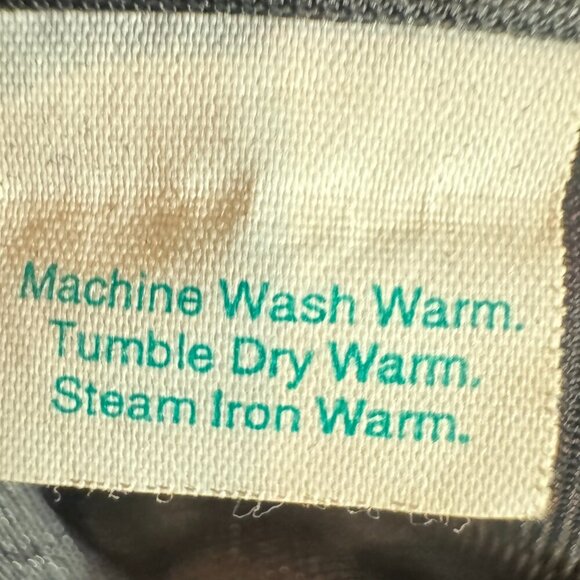 Machine Wash Warm.
Tumble Dry Warm.
Steam Iron Warm.